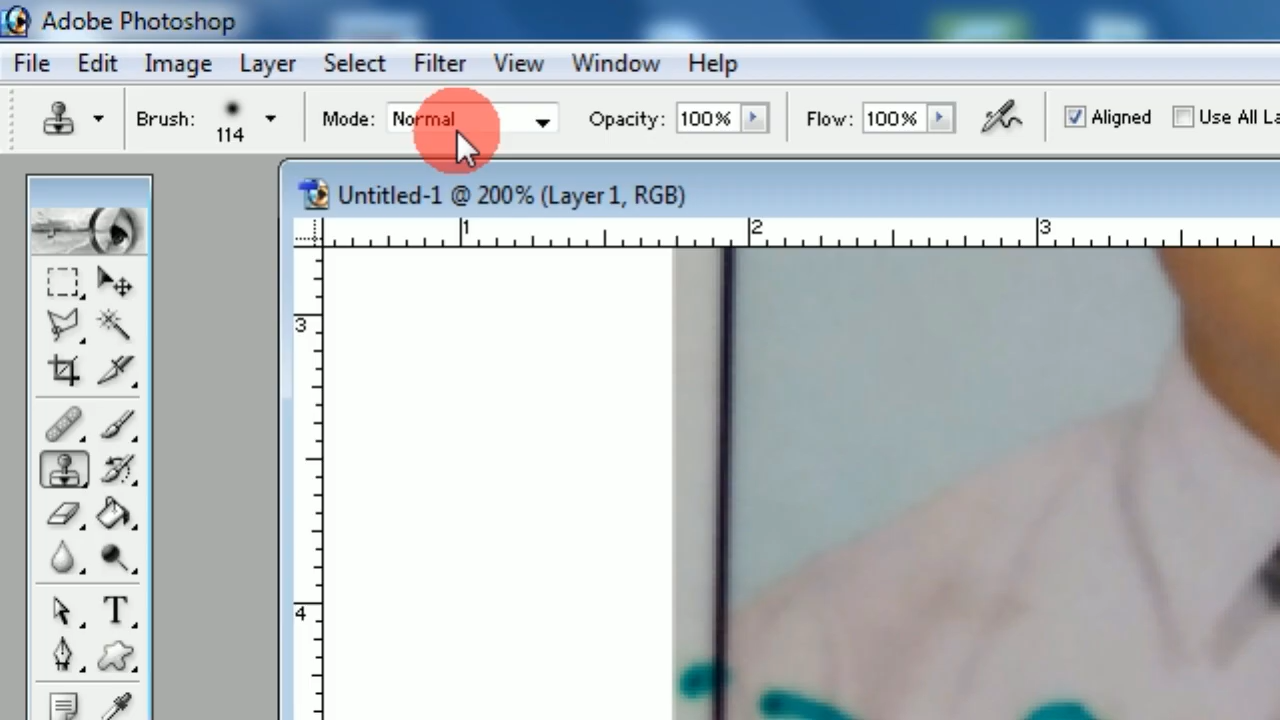 Adobe Photoshop
File Edit Image Layer Select Filter View Window Help
Brush: 114 Mode: Normal Opacity: 100% Flow: 100% Aligned Use All La
Untitled-1 @ 200% (Layer 1, RGB)
1 2 3
3
4